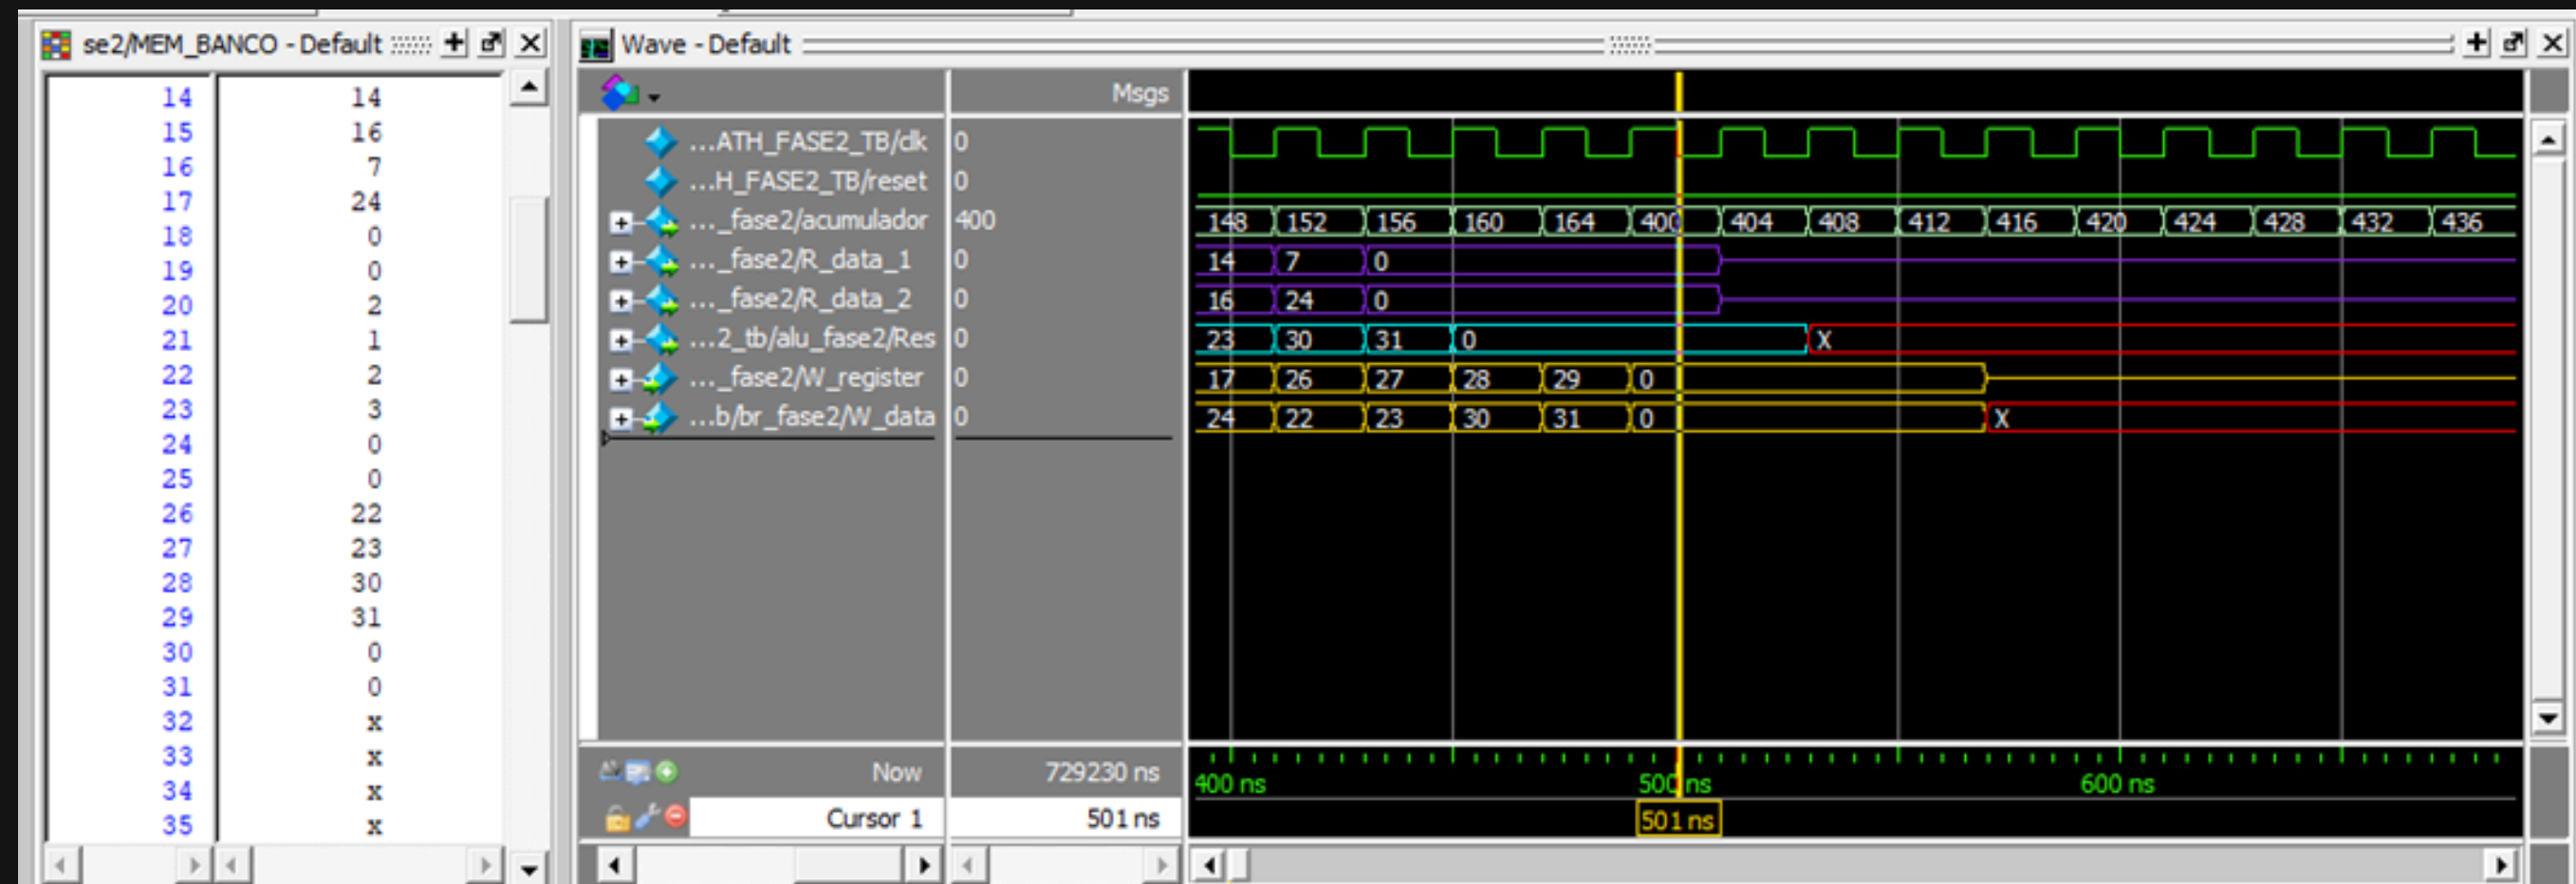 se2/MEM_BANCO - Default
14 14
15 16
16 7
17 24
18 0
19 0
20 2
21 1
22 2
23 3
24 0
25 0
26 22
27 23
28 30
29 31
30 0
31 0
32 x
33 x
34 x
35 x
Wave - Default
Msgs
...ATH_FASE2_TB/clk 0
...H_FASE2_TB/reset 0
..._fase2/acumulador 400 148 152 156 160 164 400 404 408 412 416 420 424 428 432 436
..._fase2/R_data_1 0 14 7 0
..._fase2/R_data_2 0 16 24 0
...2_tb/alu_fase2/Res 0 23 30 31 0 X
..._fase2/W_register 0 17 26 27 28 29 0
...b/br_fase2/W_data 0 24 22 23 30 31 0 X
Now 729230 ns 400 ns 500 ns 600 ns
Cursor 1 501 ns 501 ns